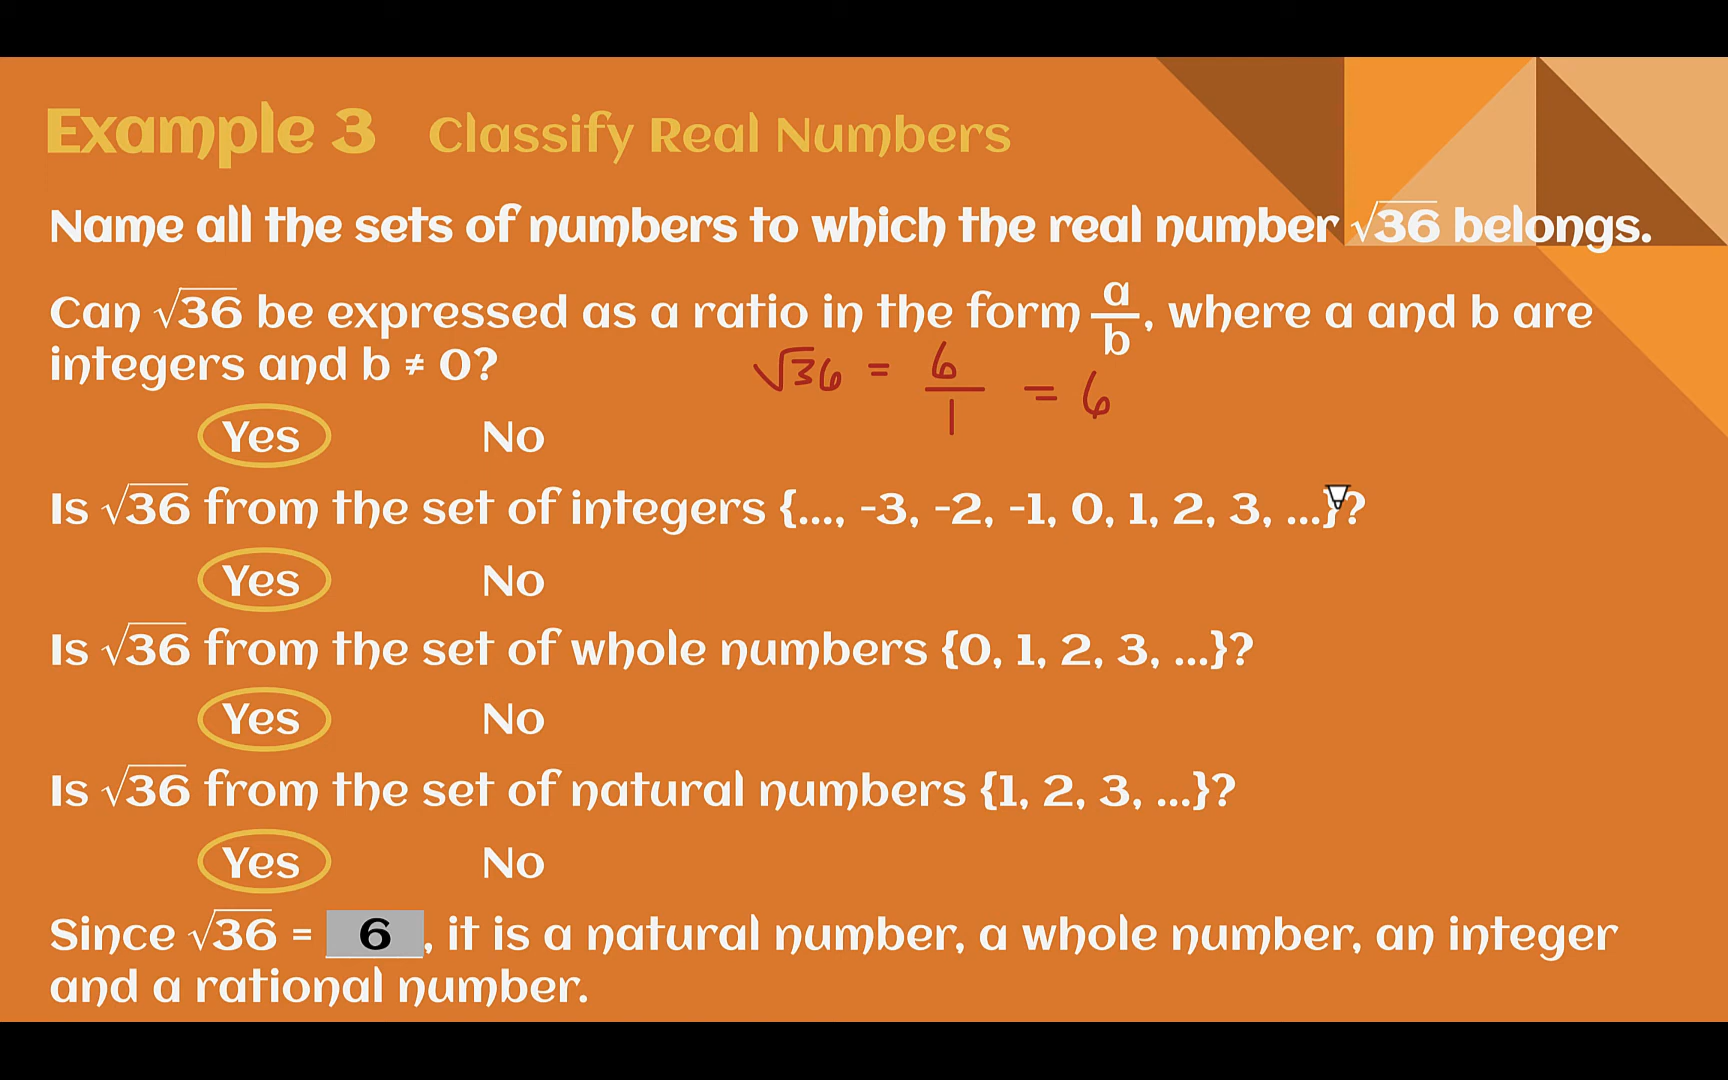 Example 3 Classify Real Numbers
Name all the sets of numbers to which the real number √36 belongs.
Can √36 be expressed as a ratio in the form a/b, where a and b are
integers and b ≠ 0?
√36 = 6/1 = 6
Yes No
Is √36 from the set of integers {..., -3, -2, -1, 0, 1, 2, 3, ...}?
Yes No
Is √36 from the set of whole numbers {0, 1, 2, 3, ...}?
Yes No
Is √36 from the set of natural numbers {1, 2, 3, ...}?
Yes No
Since √36 = 6, it is a natural number, a whole number, an integer
and a rational number.